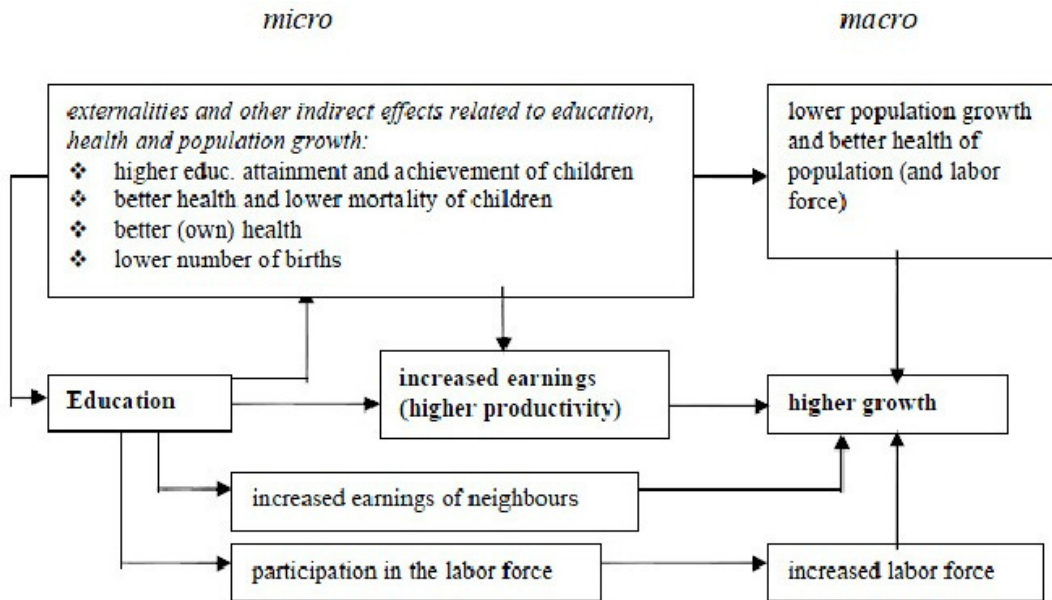 micro
macro
externalities and other indirect effects related to education,
health and population growth:
❖ higher educ. attainment and achievement of children
❖ better health and lower mortality of children
❖ better (own) health
❖ lower number of births
lower population growth
and better health of
population (and labor
force)
Education
increased earnings
(higher productivity)
higher growth
increased earnings of neighbours
participation in the labor force
increased labor force